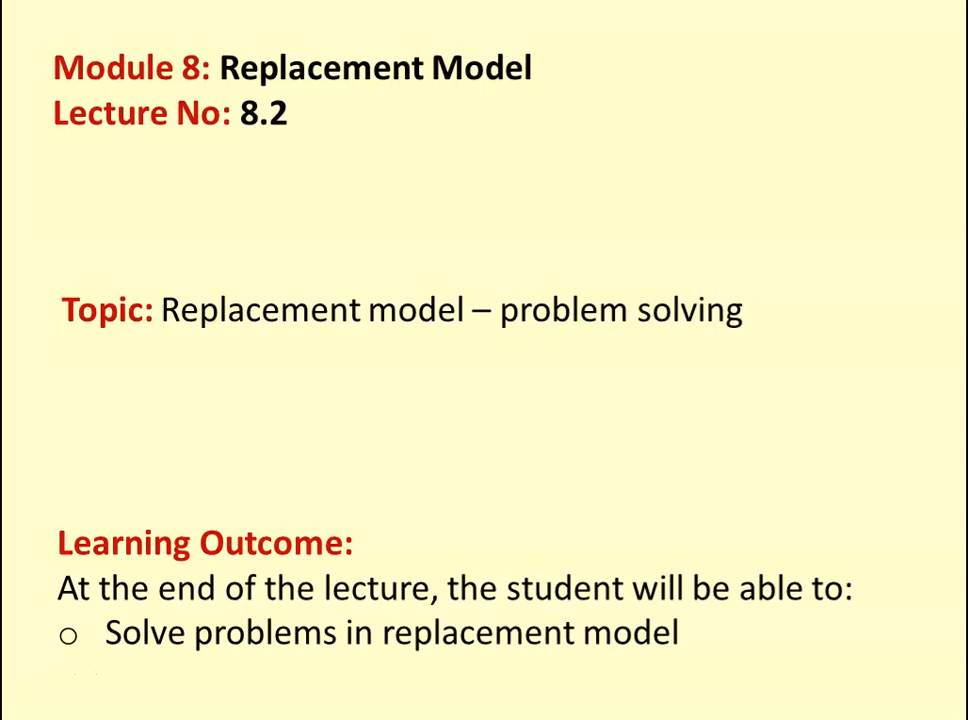 Module 8: Replacement Model
Lecture No: 8.2
Topic: Replacement model – problem solving
Learning Outcome:
At the end of the lecture, the student will be able to:
o Solve problems in replacement model